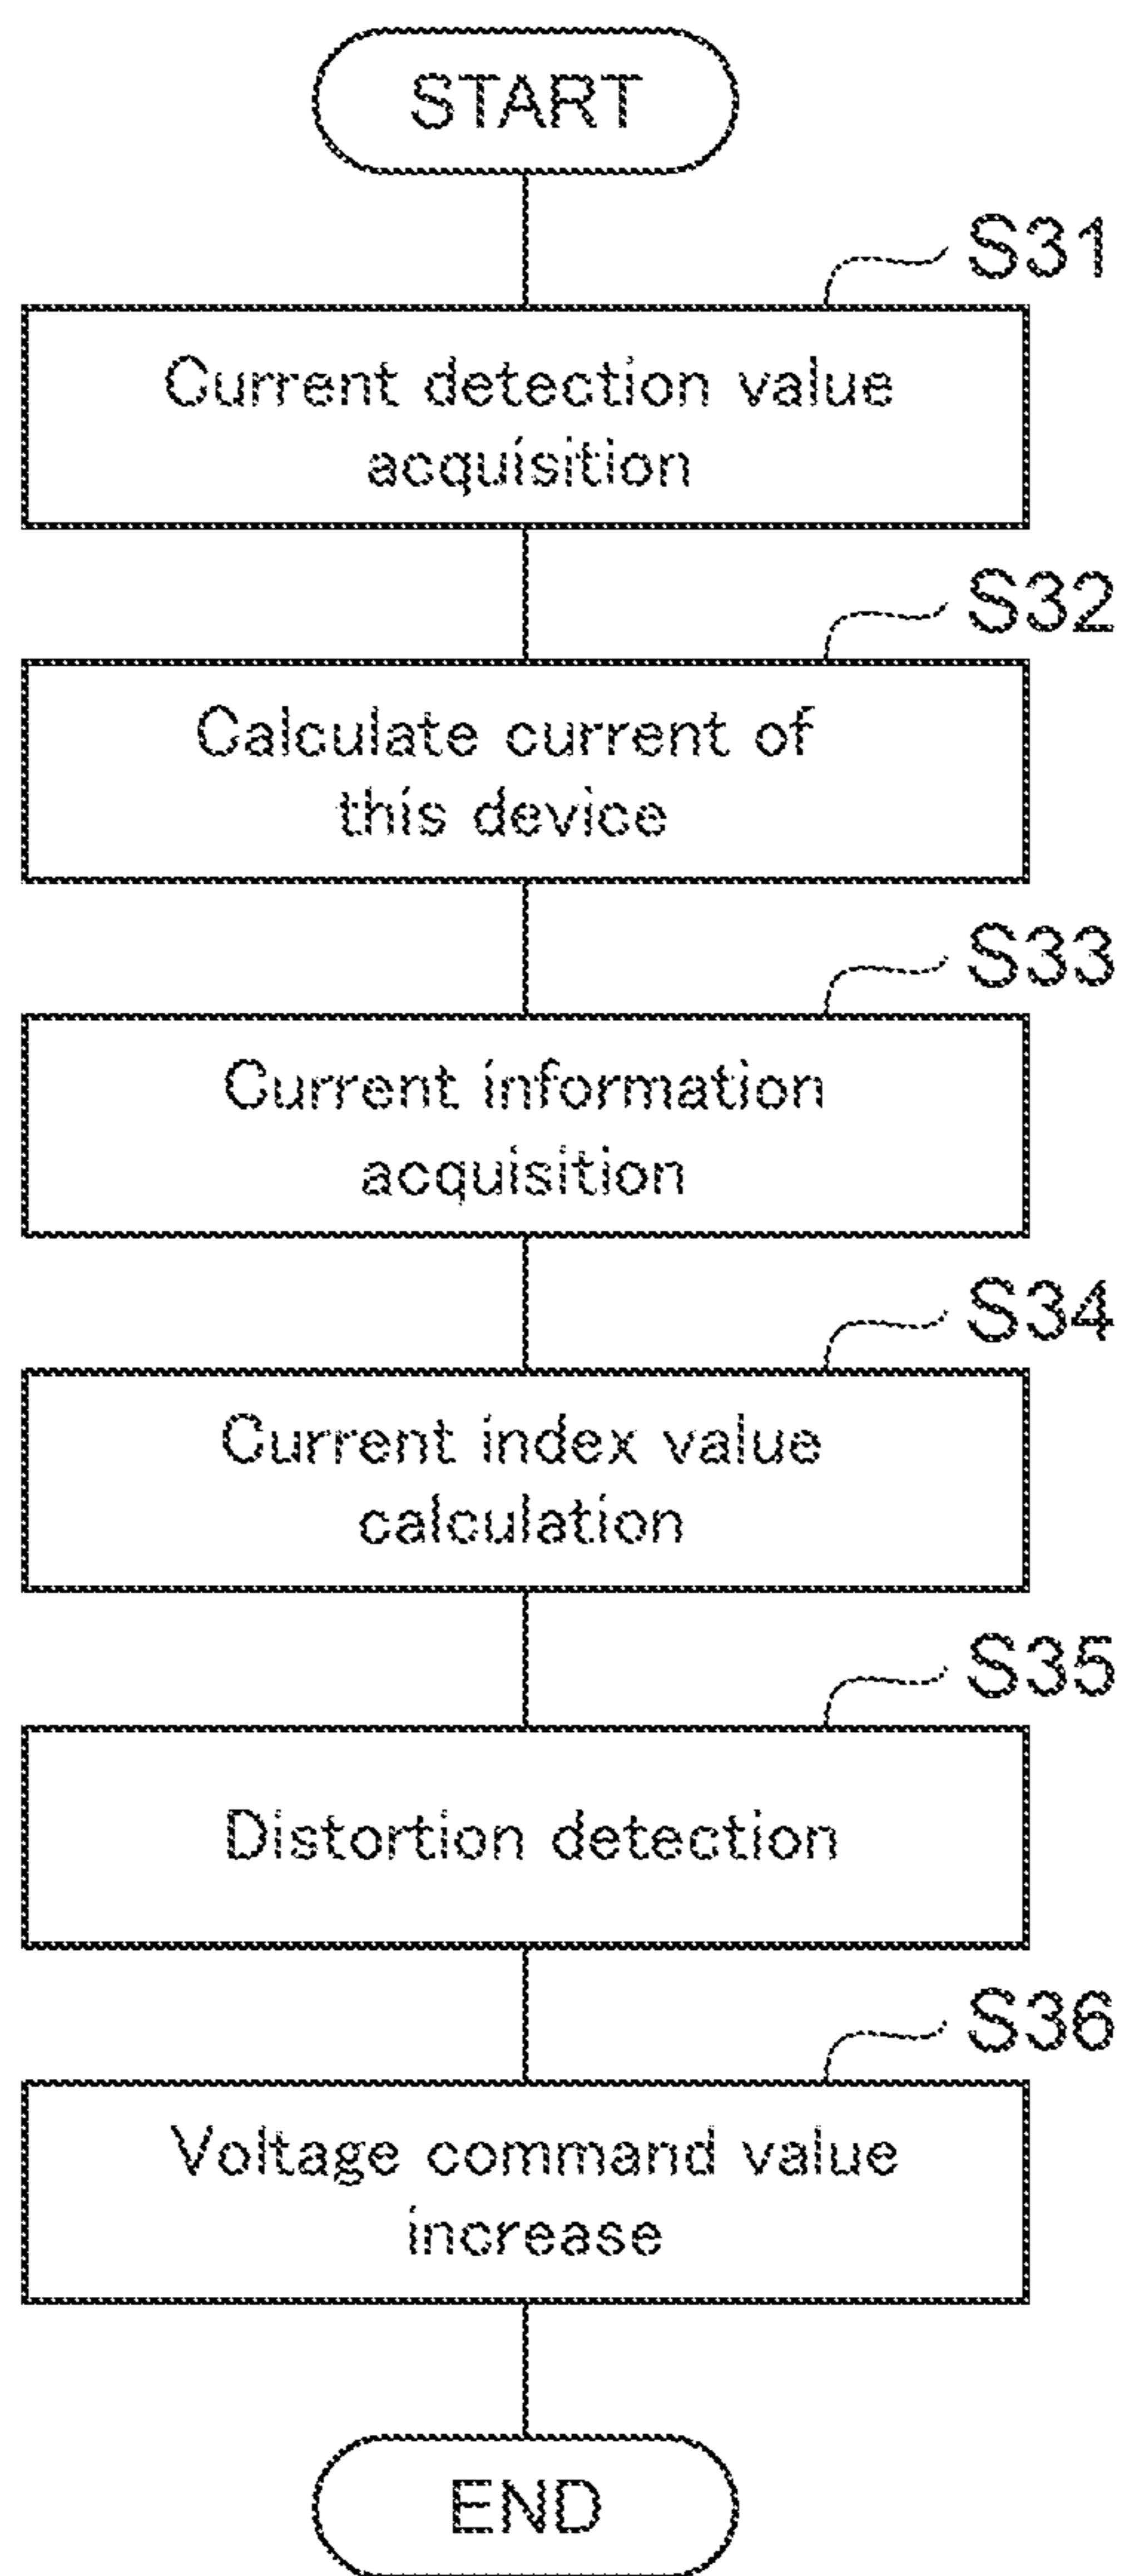 START
S31
Current detection value
acquisition
S32
Calculate current of
this device
S33
Current information
acquisition
S34
Current index value
calculation
S35
Distortion detection
S36
Voltage command value
increase
END